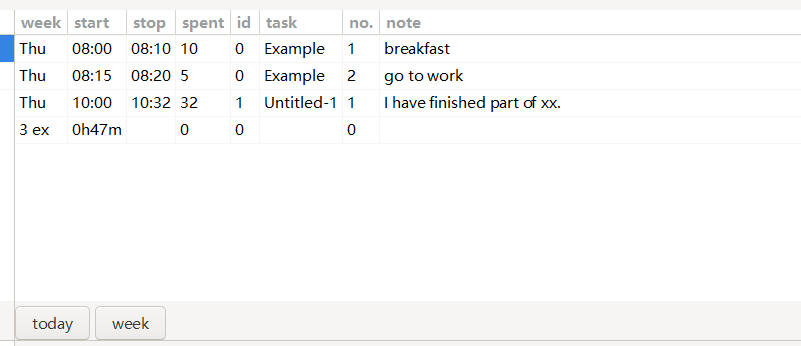 week start stop spent id task no. note
Thu 08:00 08:10 10 0 Example 1 breakfast
Thu 08:15 08:20 5 0 Example 2 go to work
Thu 10:00 10:32 32 1 Untitled-1 1 I have finished part of xx.
3 ex 0h47m 0 0 0
today week